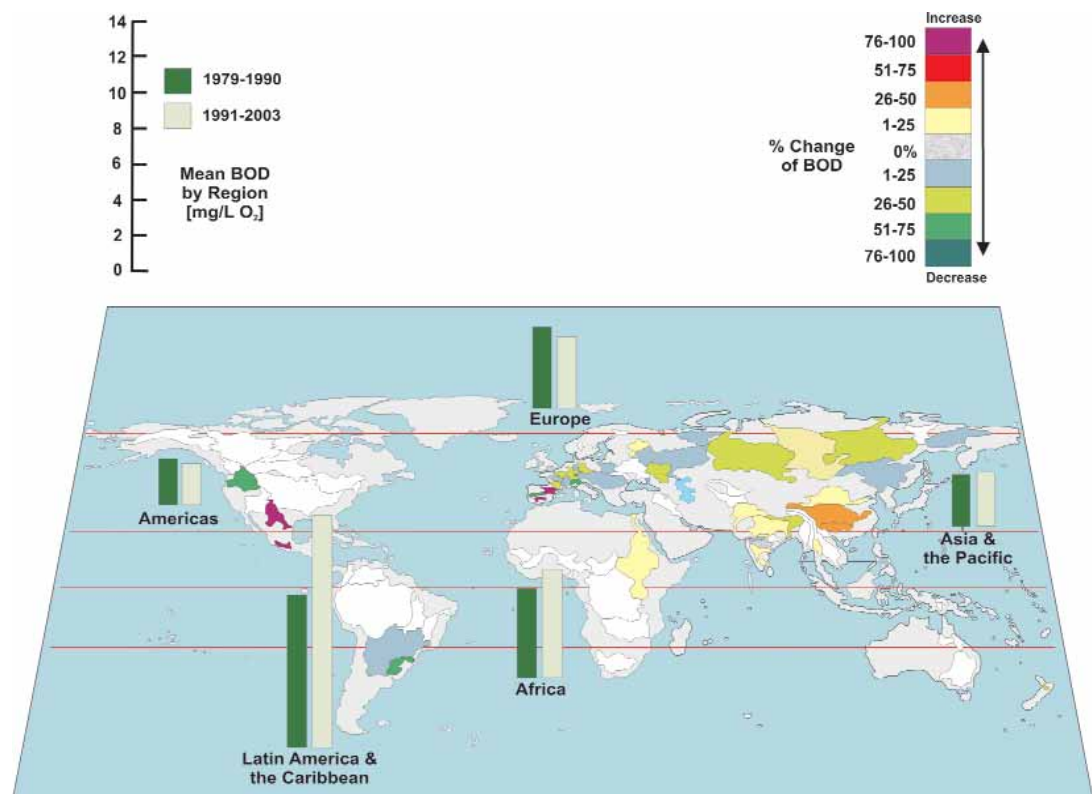 14
12
10
8
6
4
2
0
1979-1990
1991-2003
Mean BOD
by Region
[mg/L O₂]
Increase
76-100
51-75
26-50
1-25
0%
1-25
26-50
51-75
76-100
Decrease
% Change
of BOD
Europe
Americas
Asia &
the Pacific
Africa
Latin America &
the Caribbean